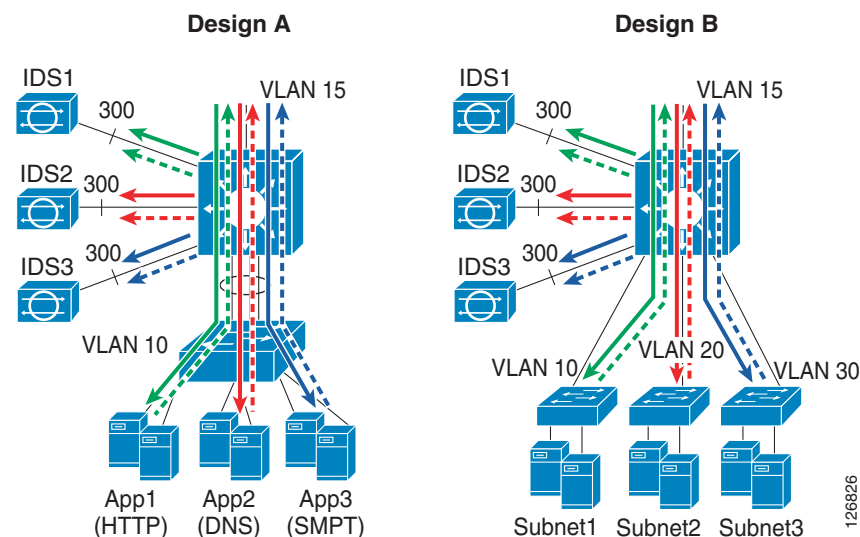 Design A
Design B
IDS1
VLAN 15
300
IDS2
300
IDS3
300
VLAN 10
App1
(HTTP)
App2
(DNS)
App3
(SMPT)
IDS1
VLAN 15
300
IDS2
300
IDS3
300
VLAN 10
VLAN 20
VLAN 30
Subnet1
Subnet2
Subnet3
126826